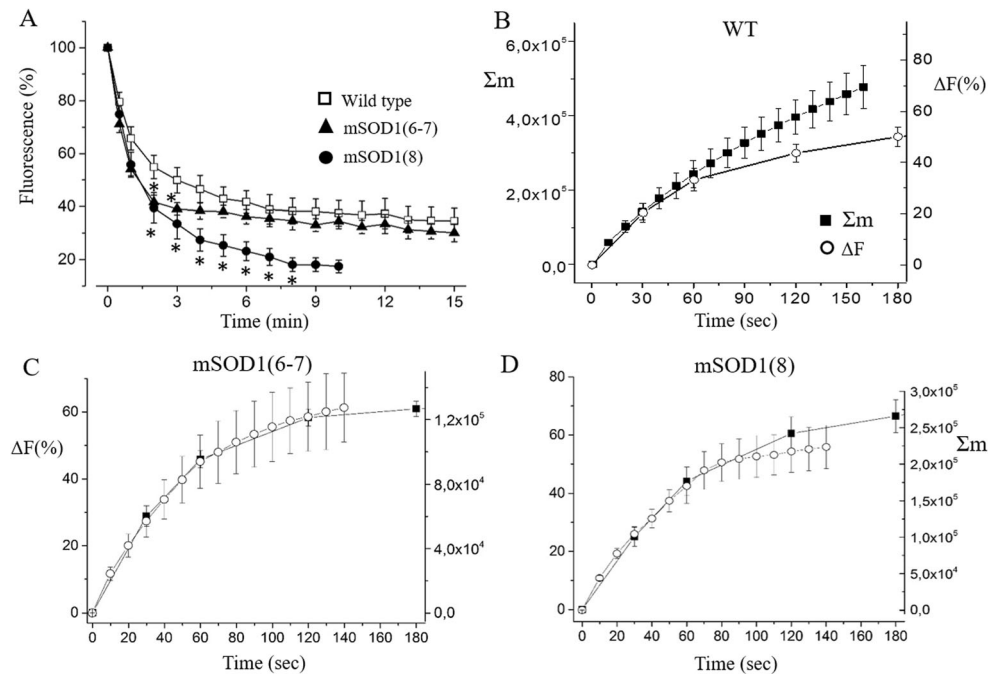 A
Fluorescence (%)
100
80
60
40
20
Wild type
mSOD1(6-7)
mSOD1(8)
* *
* * * * * * *
0 3 6 9 12 15
Time (min)
B
WT
Σm
6,0x10⁵
4,0x10⁵
2,0x10⁵
0,0
ΔF(%)
80
60
40
20
0
Σm
ΔF
0 30 60 90 120 150 180
Time (sec)
C
mSOD1(6-7)
ΔF(%)
60
40
20
0
1,2x10⁵
8,0x10⁴
4,0x10⁴
0,0
0 20 40 60 80 100 120 140 160 180
Time (sec)
D
mSOD1(8)
80
60
40
20
0
Σm
3,0x10⁵
2,5x10⁵
2,0x10⁵
1,5x10⁵
1,0x10⁵
5,0x10⁴
0,0
0 20 40 60 80 100 120 140 160 180
Time (sec)